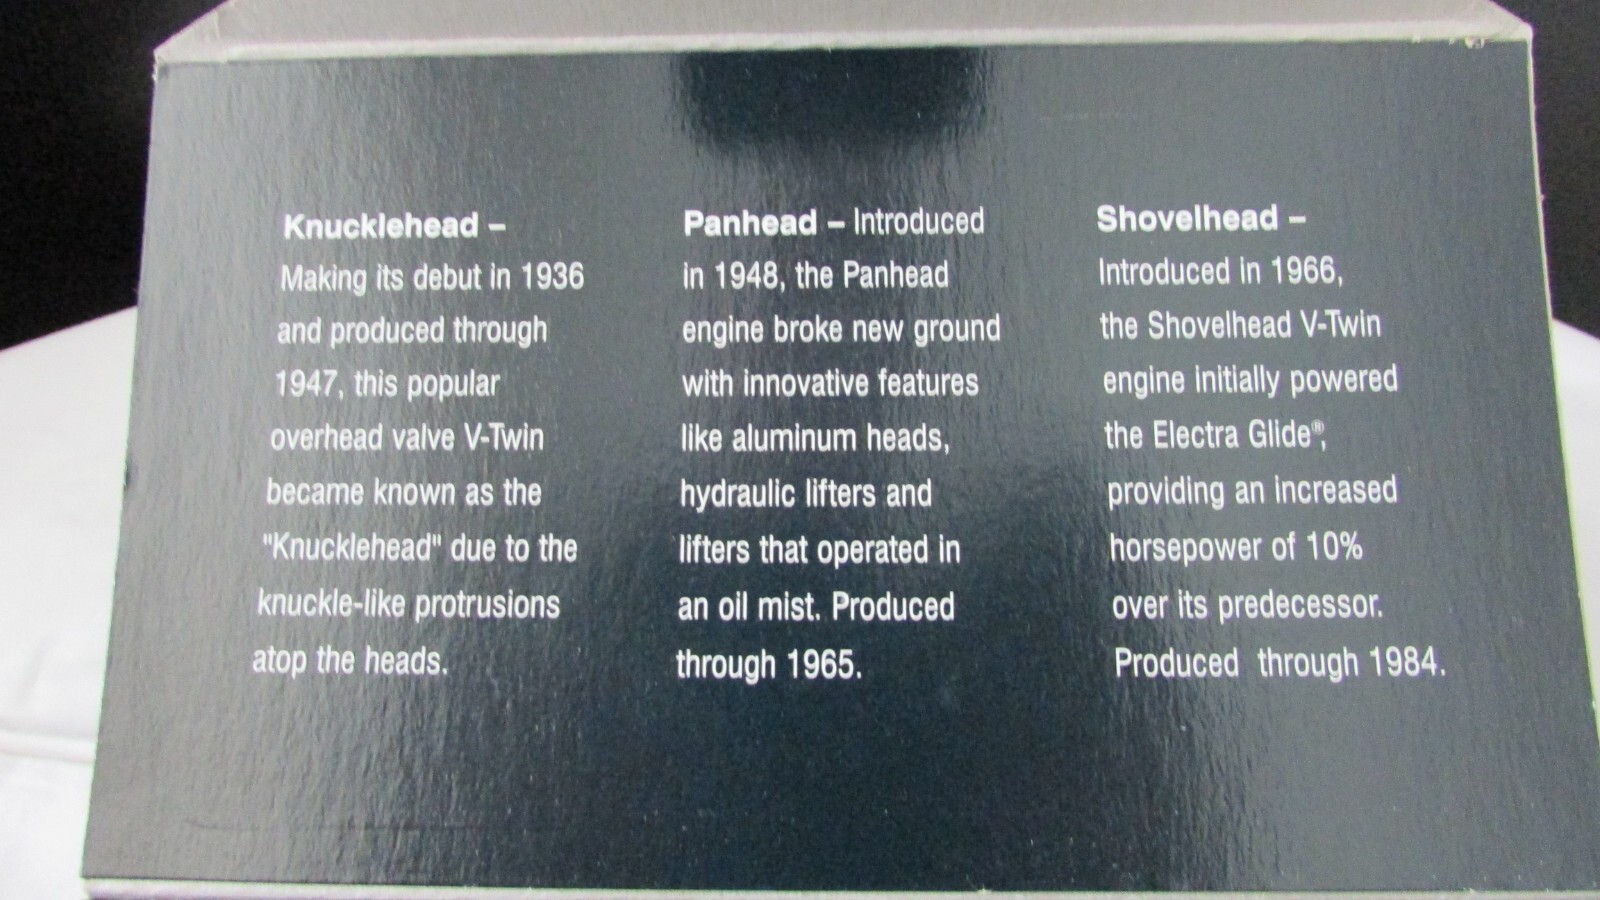 Knucklehead –
Making its debut in 1936
and produced through
1947, this popular
overhead valve V-Twin
became known as the
"Knucklehead" due to the
knuckle-like protrusions
atop the heads.
Panhead – Introduced
in 1948, the Panhead
engine broke new ground
with innovative features
like aluminum heads,
hydraulic lifters and
lifters that operated in
an oil mist. Produced
through 1965.
Shovelhead –
Introduced in 1966,
the Shovelhead V-Twin
engine initially powered
the Electra Glide®,
providing an increased
horsepower of 10%
over its predecessor.
Produced through 1984.